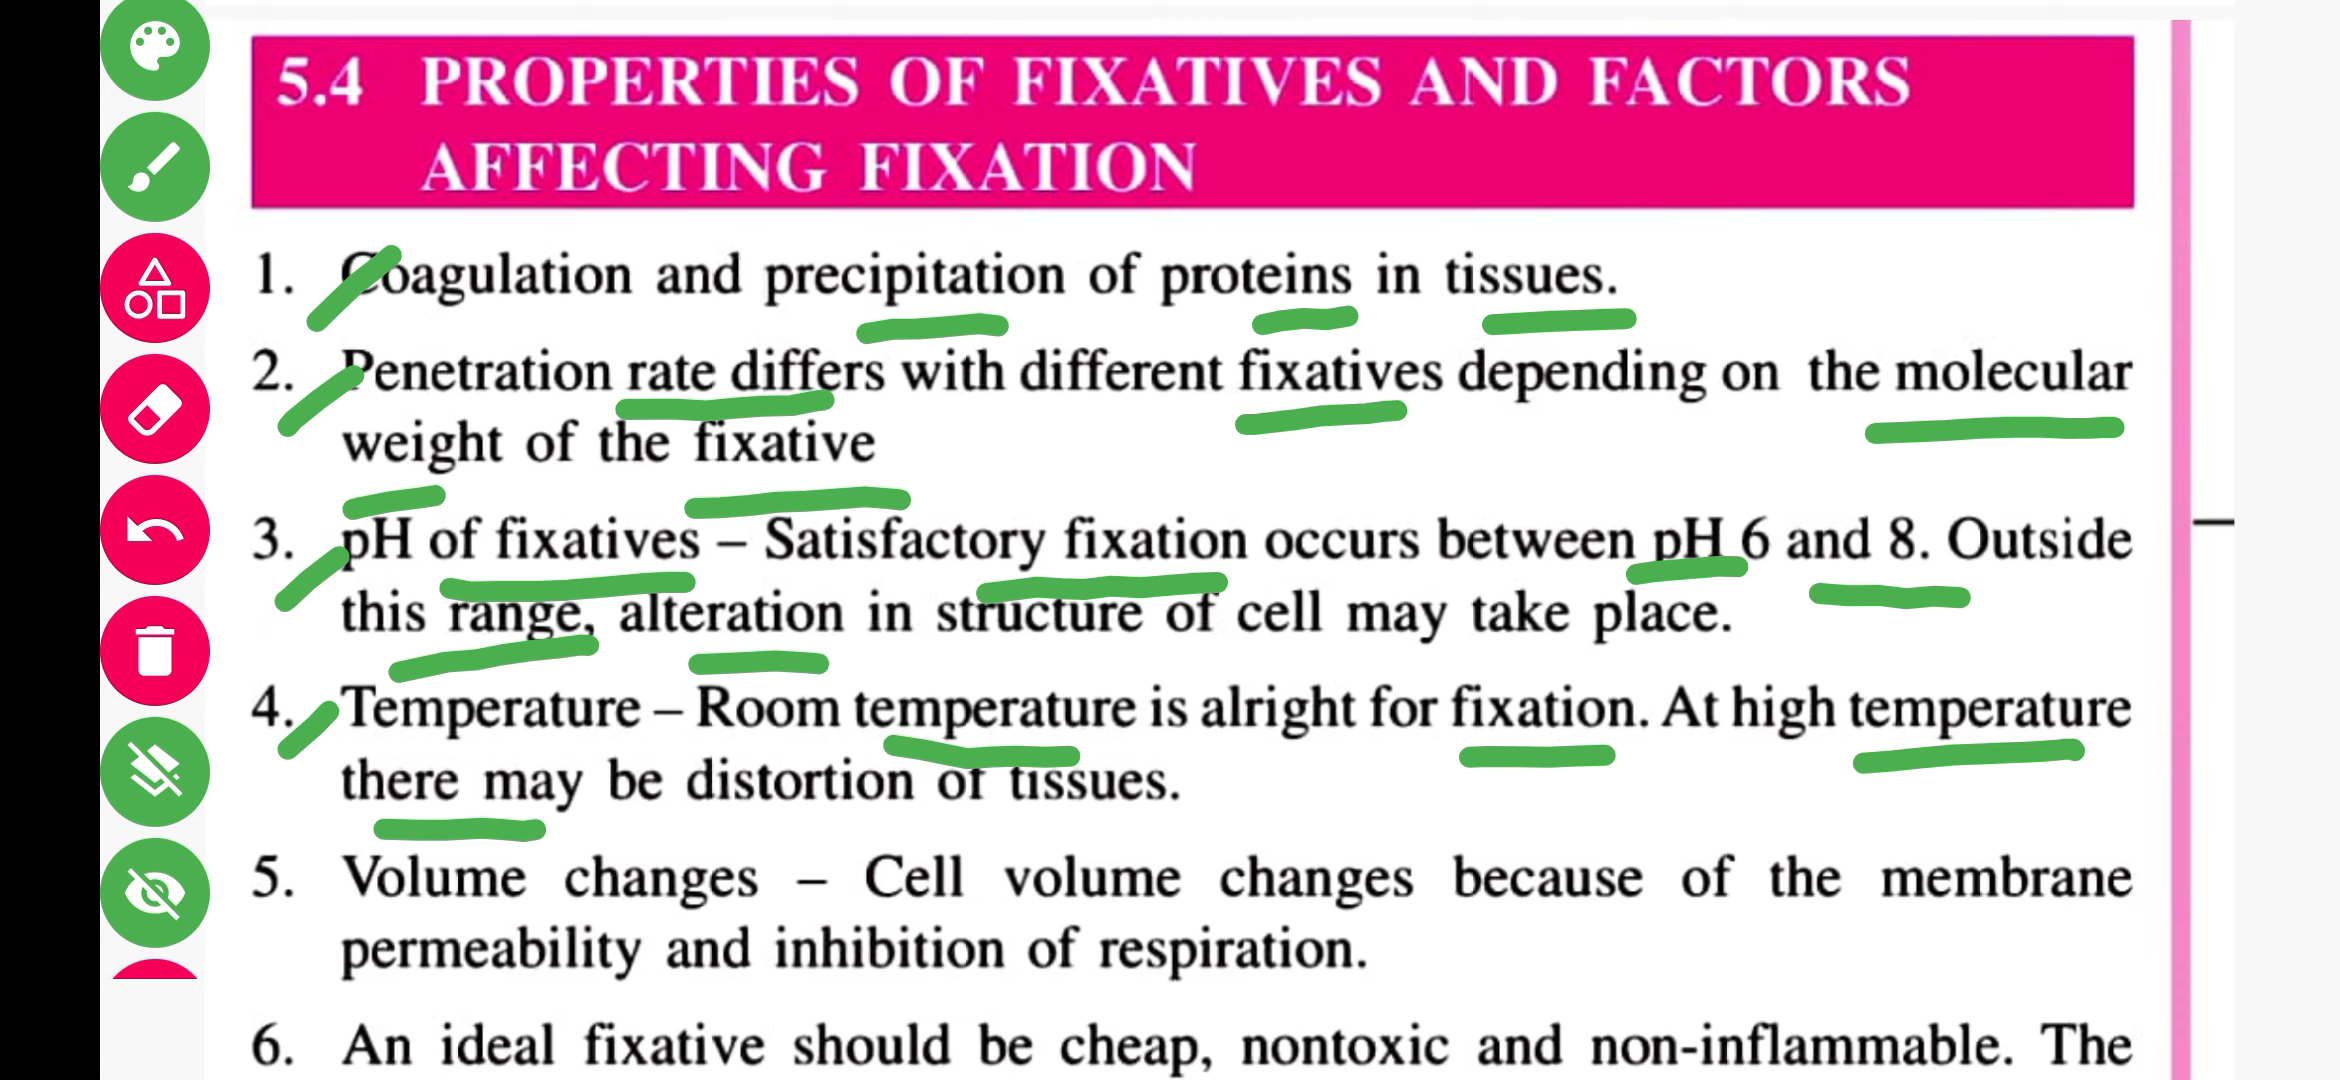 5.4 PROPERTIES OF FIXATIVES AND FACTORS
AFFECTING FIXATION
1. Coagulation and precipitation of proteins in tissues.
2. Penetration rate differs with different fixatives depending on the molecular
weight of the fixative
3. pH of fixatives – Satisfactory fixation occurs between pH 6 and 8. Outside
this range, alteration in structure of cell may take place.
4. Temperature – Room temperature is alright for fixation. At high temperature
there may be distortion of tissues.
5. Volume changes – Cell volume changes because of the membrane
permeability and inhibition of respiration.
6. An ideal fixative should be cheap, nontoxic and non-inflammable. The